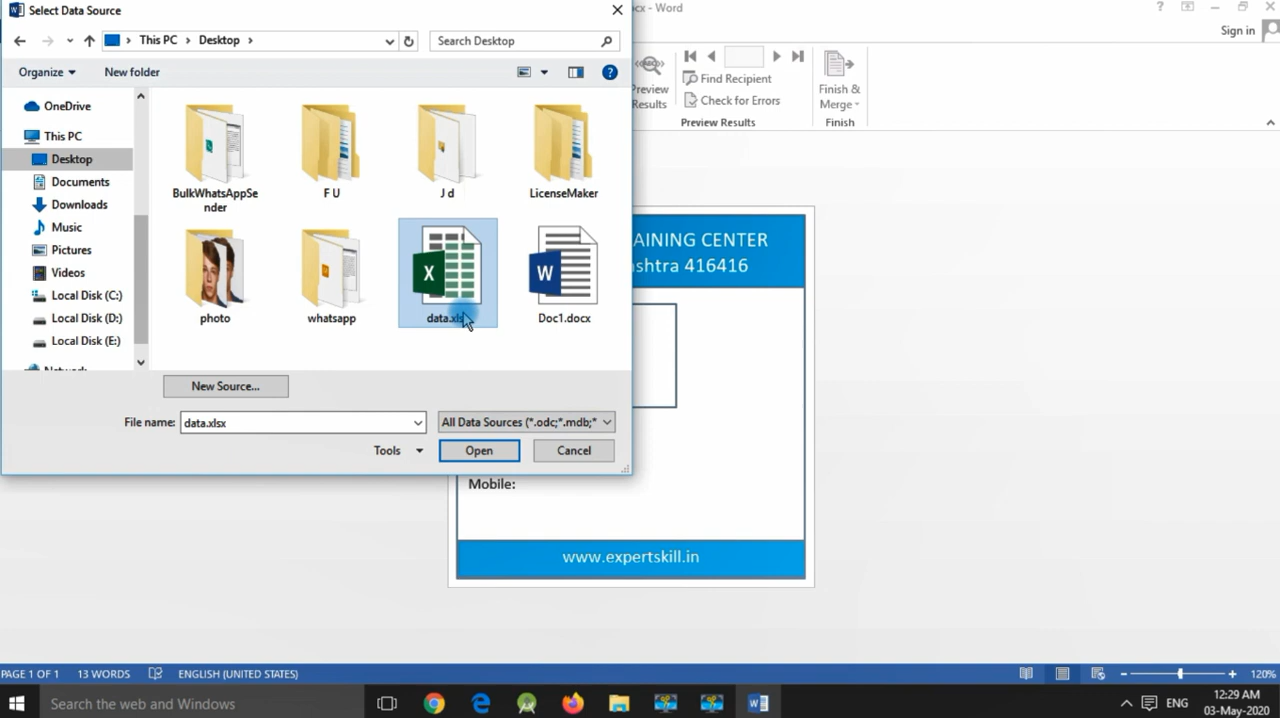 Select Data Source
cx - Word
This PC
Desktop
Search Desktop
Sign in
Organize
New folder
OneDrive
This PC
Desktop
Documents
Downloads
Music
Pictures
Videos
Local Disk (C:)
Local Disk (D:)
Local Disk (E:)
BulkWhatsAppSe
nder
F U
J d
LicenseMaker
photo
whatsapp
data.xls
Doc1.docx
New Source...
File name:
data.xlsx
All Data Sources (*.odc;*.mdb;*
Tools
Open
Cancel
Preview
Results
Find Recipient
Check for Errors
Preview Results
Finish &
Merge
Finish
AINING CENTER
shtra 416416
Mobile:
www.expertskill.in
PAGE 1 OF 1
13 WORDS
ENGLISH (UNITED STATES)
120%
Search the web and Windows
ENG
12:29 AM
03-May-2020